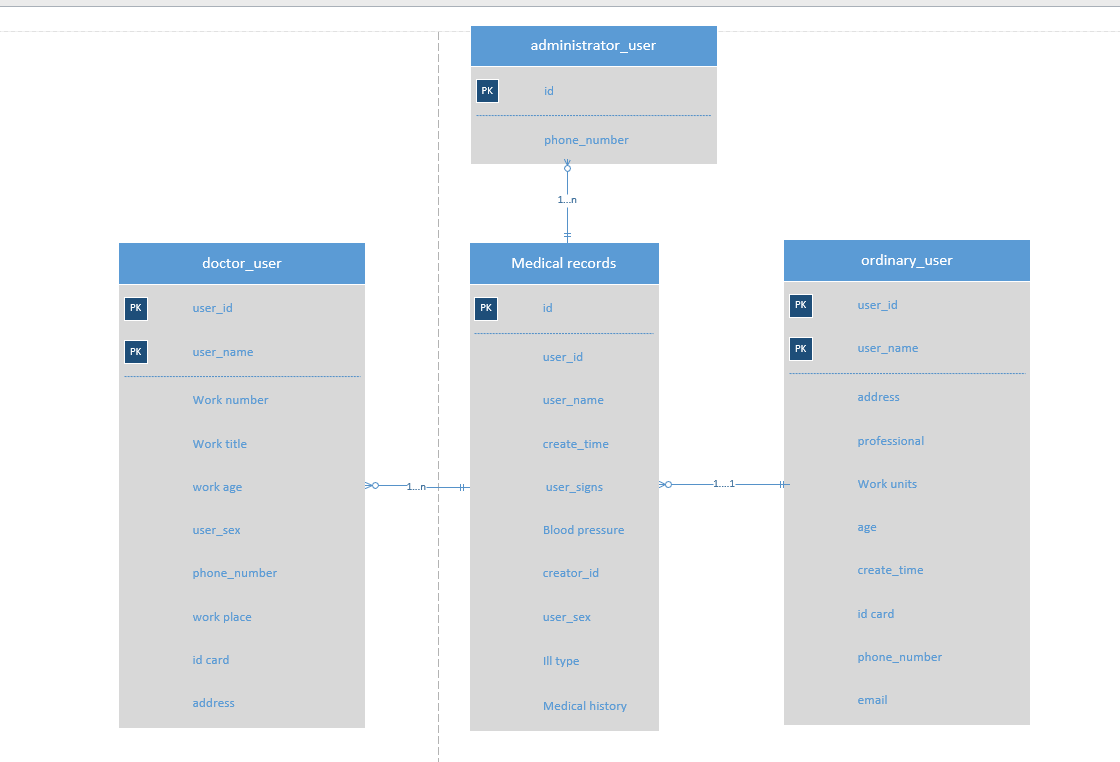 administrator_user
PK
id
phone_number
1...n
doctor_user
PK
user_id
PK
user_name
Work number
Work title
work age
user_sex
phone_number
work place
id card
address
1...n
Medical records
PK
id
user_id
user_name
create_time
user_signs
Blood pressure
creator_id
user_sex
Ill type
Medical history
1....1
ordinary_user
PK
user_id
PK
user_name
address
professional
Work units
age
create_time
id card
phone_number
email